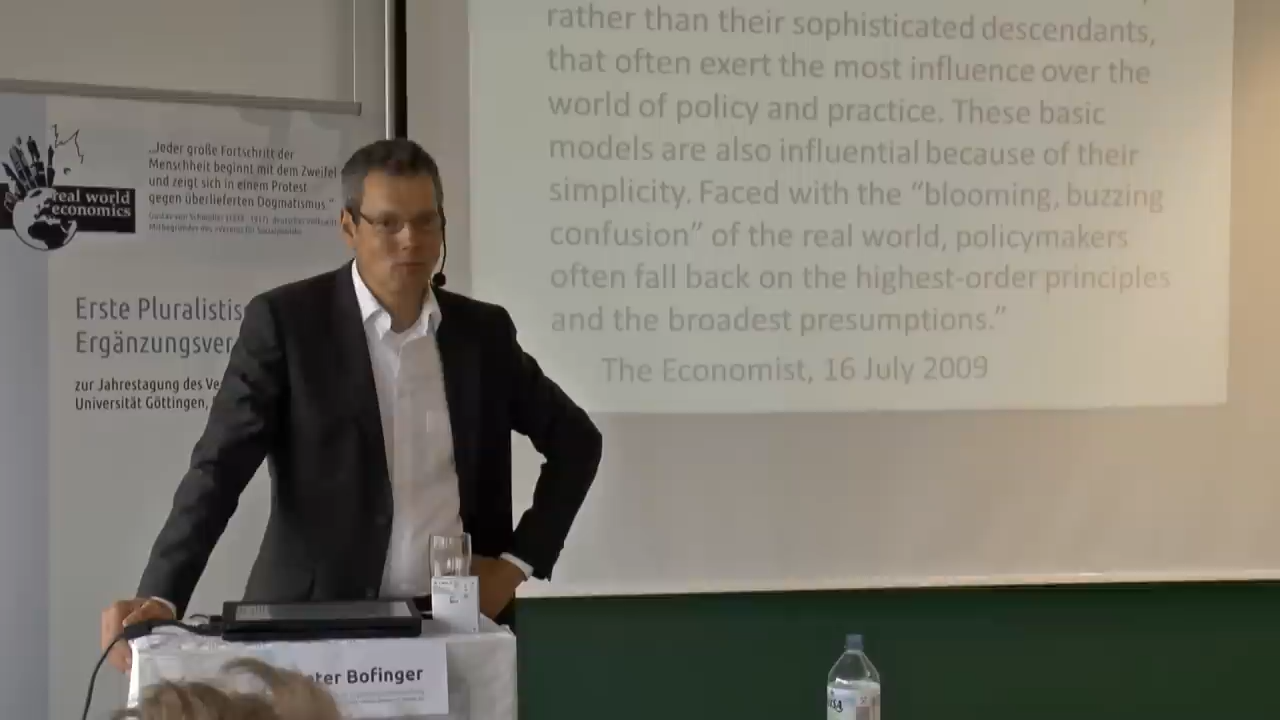 „Jeder große Fortschritt der
Menschheit beginnt mit dem Zweifel
und zeigt sich in einem Protest
gegen überlieferten Dogmatismus.“
real world
economics
Erste Pluralistis
Ergänzungsver
zur Jahrestagung des Ve
Universität Göttingen,
rather than their sophisticated descendants,
that often exert the most influence over the
world of policy and practice. These basic
models are also influential because of their
simplicity. Faced with the “blooming, buzzing
confusion” of the real world, policymakers
often fall back on the highest-order principles
and the broadest presumptions.”
The Economist, 16 July 2009
ter Bofinger